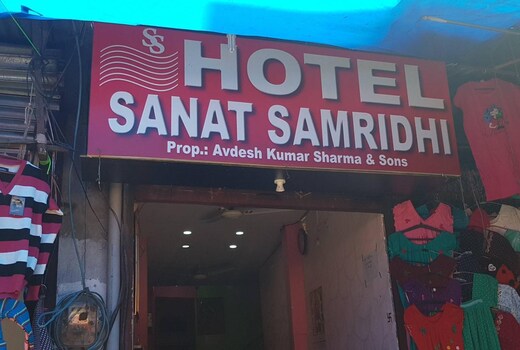 SS
HOTEL
SANAT SAMRIDHI
Prop.: Avdesh Kumar Sharma & Sons